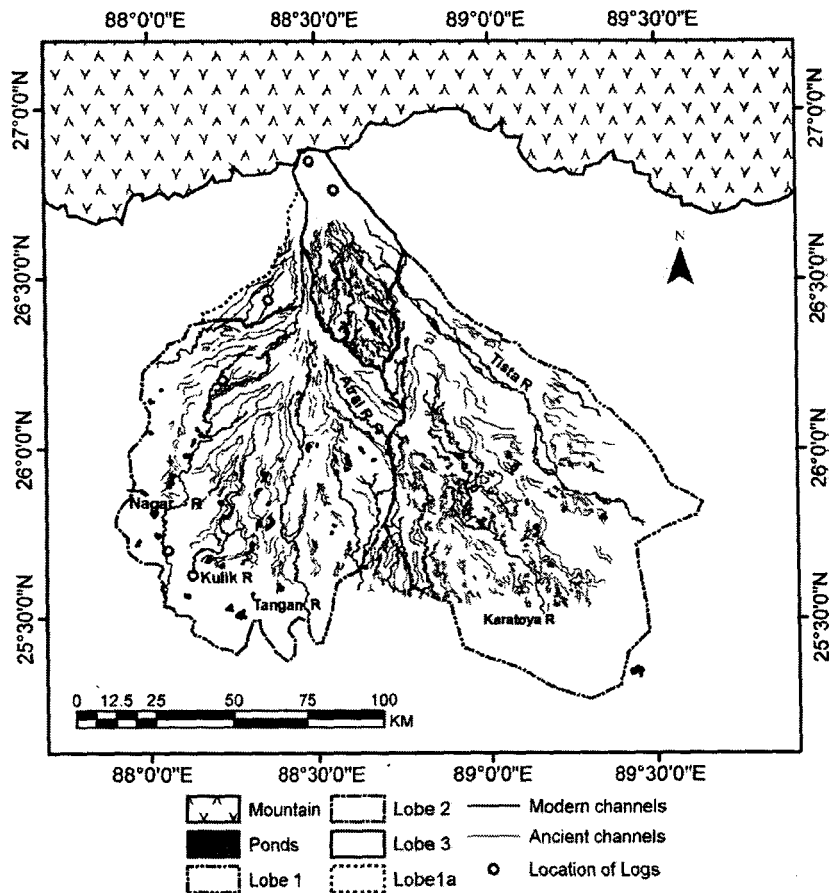 88°0'0"E 88°30'0"E 89°0'0"E 89°30'0"E
27°0'0"N 27°0'0"N
N
26°30'0"N 26°30'0"N
Tista R
Atrai R
26°0'0"N 26°0'0"N
Nagar R
Kulik R
Tangan R
Karatoya R
25°30'0"N 25°30'0"N
0 12.5 25 50 75 100
KM
88°0'0"E 88°30'0"E 89°0'0"E 89°30'0"E
Mountain Lobe 2 Modern channels
Ponds Lobe 3 Ancient channels
Lobe 1 Lobe1a Location of Logs